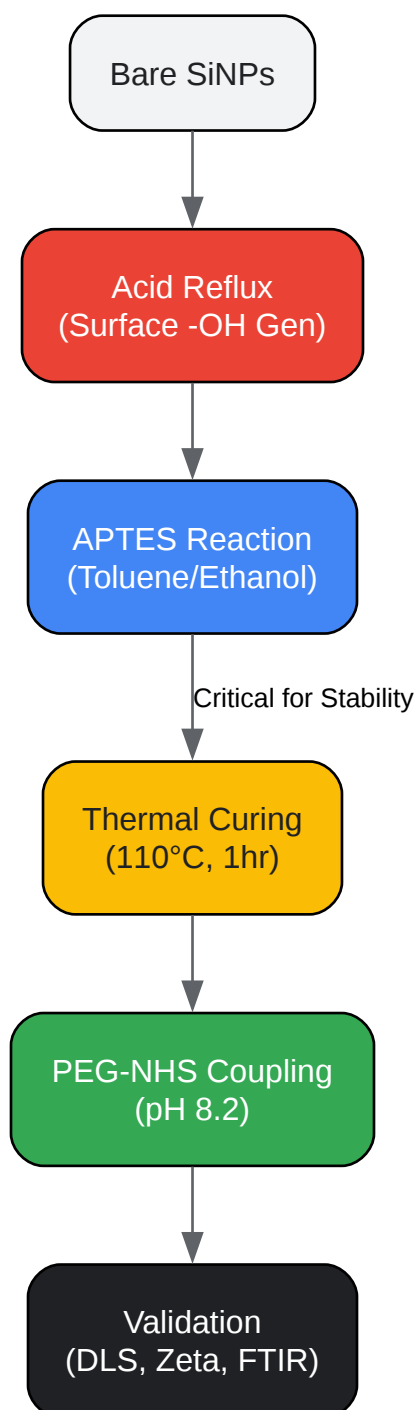 Bare SiNPs
Acid Reflux
(Surface -OH Gen)
APTES Reaction
(Toluene/Ethanol)
Critical for Stability
Thermal Curing
(110°C, 1hr)
PEG-NHS Coupling
(pH 8.2)
Validation
(DLS, Zeta, FTIR)